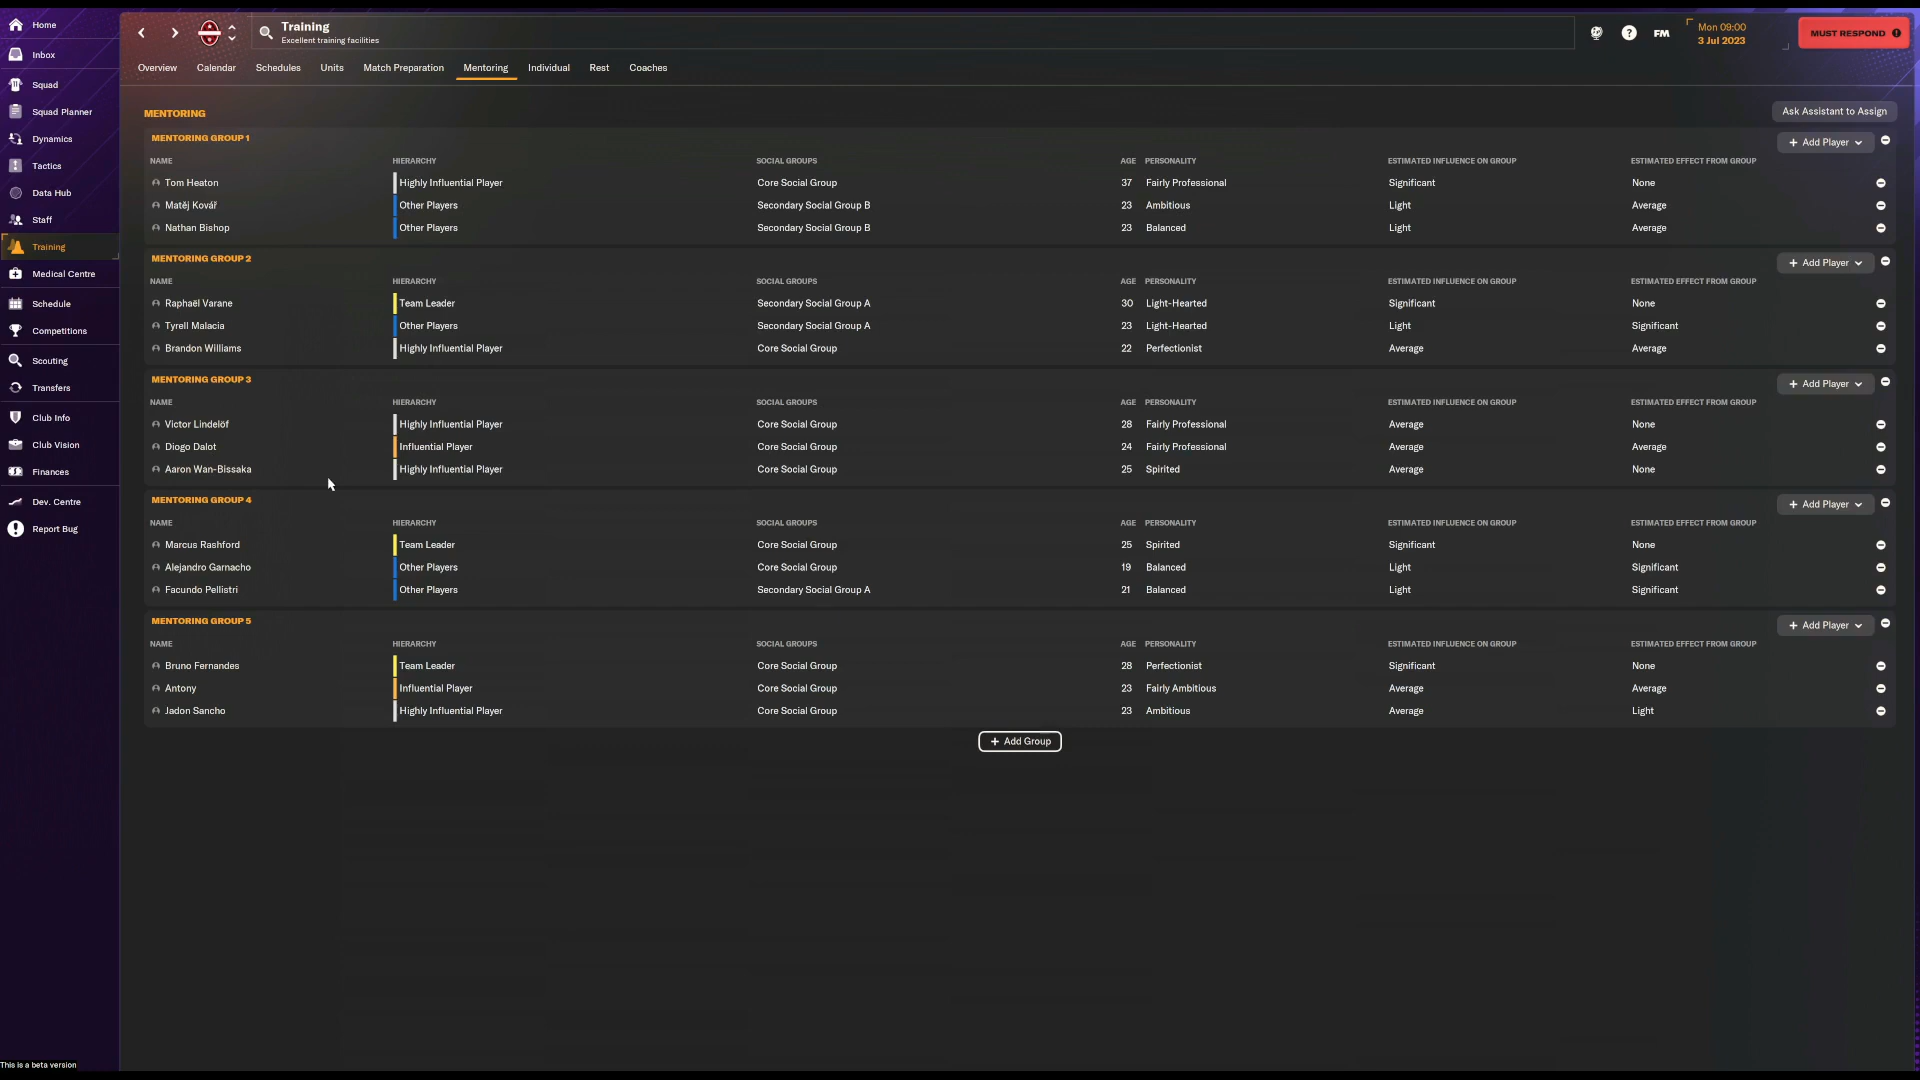 Home
Inbox
Squad
Squad Planner
Dynamics
Tactics
Data Hub
Staff
Training
Medical Centre
Schedule
Competitions
Scouting
Transfers
Club Info
Club Vision
Finances
Dev. Centre
Report Bug
This is a beta version
Training
Excellent training facilities
FM
Mon 09:00
3 Jul 2023
MUST RESPOND
Overview Calendar Schedules Units Match Preparation Mentoring Individual Rest Coaches
MENTORING
Ask Assistant to Assign
MENTORING GROUP 1
+ Add Player
NAME HIERARCHY SOCIAL GROUPS AGE PERSONALITY ESTIMATED INFLUENCE ON GROUP ESTIMATED EFFECT FROM GROUP
Tom Heaton Highly Influential Player Core Social Group 37 Fairly Professional Significant None
Matěj Kovář Other Players Secondary Social Group B 23 Ambitious Light Average
Nathan Bishop Other Players Secondary Social Group B 23 Balanced Light Average
MENTORING GROUP 2
+ Add Player
NAME HIERARCHY SOCIAL GROUPS AGE PERSONALITY ESTIMATED INFLUENCE ON GROUP ESTIMATED EFFECT FROM GROUP
Raphaël Varane Team Leader Secondary Social Group A 30 Light-Hearted Significant None
Tyrell Malacia Other Players Secondary Social Group A 23 Light-Hearted Light Significant
Brandon Williams Highly Influential Player Core Social Group 22 Perfectionist Average Average
MENTORING GROUP 3
+ Add Player
NAME HIERARCHY SOCIAL GROUPS AGE PERSONALITY ESTIMATED INFLUENCE ON GROUP ESTIMATED EFFECT FROM GROUP
Victor Lindelöf Highly Influential Player Core Social Group 28 Fairly Professional Average None
Diogo Dalot Influential Player Core Social Group 24 Fairly Professional Average Average
Aaron Wan-Bissaka Highly Influential Player Core Social Group 25 Spirited Average None
MENTORING GROUP 4
+ Add Player
NAME HIERARCHY SOCIAL GROUPS AGE PERSONALITY ESTIMATED INFLUENCE ON GROUP ESTIMATED EFFECT FROM GROUP
Marcus Rashford Team Leader Core Social Group 25 Spirited Significant None
Alejandro Garnacho Other Players Core Social Group 19 Balanced Light Significant
Facundo Pellistri Other Players Secondary Social Group A 21 Balanced Light Significant
MENTORING GROUP 5
+ Add Player
NAME HIERARCHY SOCIAL GROUPS AGE PERSONALITY ESTIMATED INFLUENCE ON GROUP ESTIMATED EFFECT FROM GROUP
Bruno Fernandes Team Leader Core Social Group 28 Perfectionist Significant None
Antony Influential Player Core Social Group 23 Fairly Ambitious Average Average
Jadon Sancho Highly Influential Player Core Social Group 23 Ambitious Average Light
+ Add Group